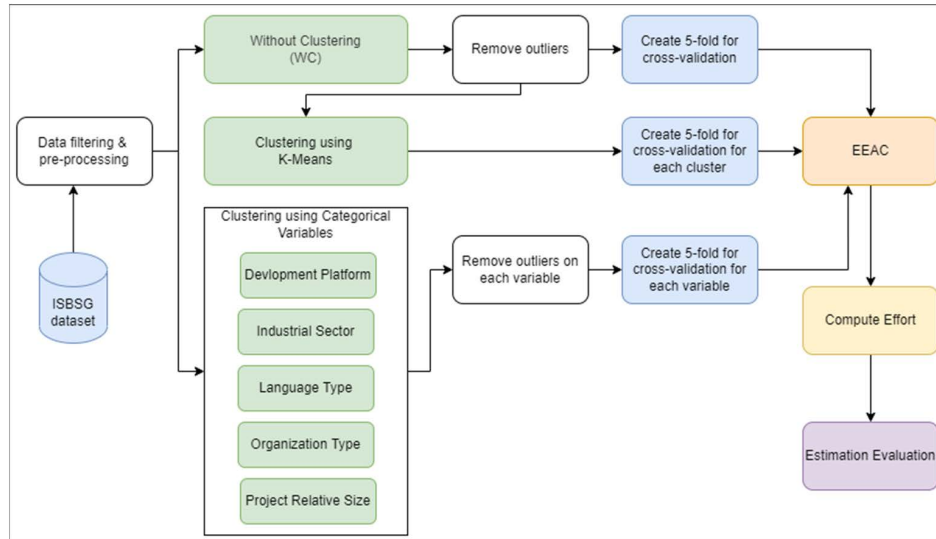 Without Clustering
(WC)
Remove outliers
Create 5-fold for
cross-validation
Data filtering &
pre-processing
Clustering using
K-Means
Create 5-fold for
cross-validation for
each cluster
EEAC
ISBSG
dataset
Clustering using Categorical
Variables
Devlopment Platform
Industrial Sector
Language Type
Organization Type
Project Relative Size
Remove outliers on
each variable
Create 5-fold for
cross-validation for
each variable
Compute Effort
Estimation Evaluation